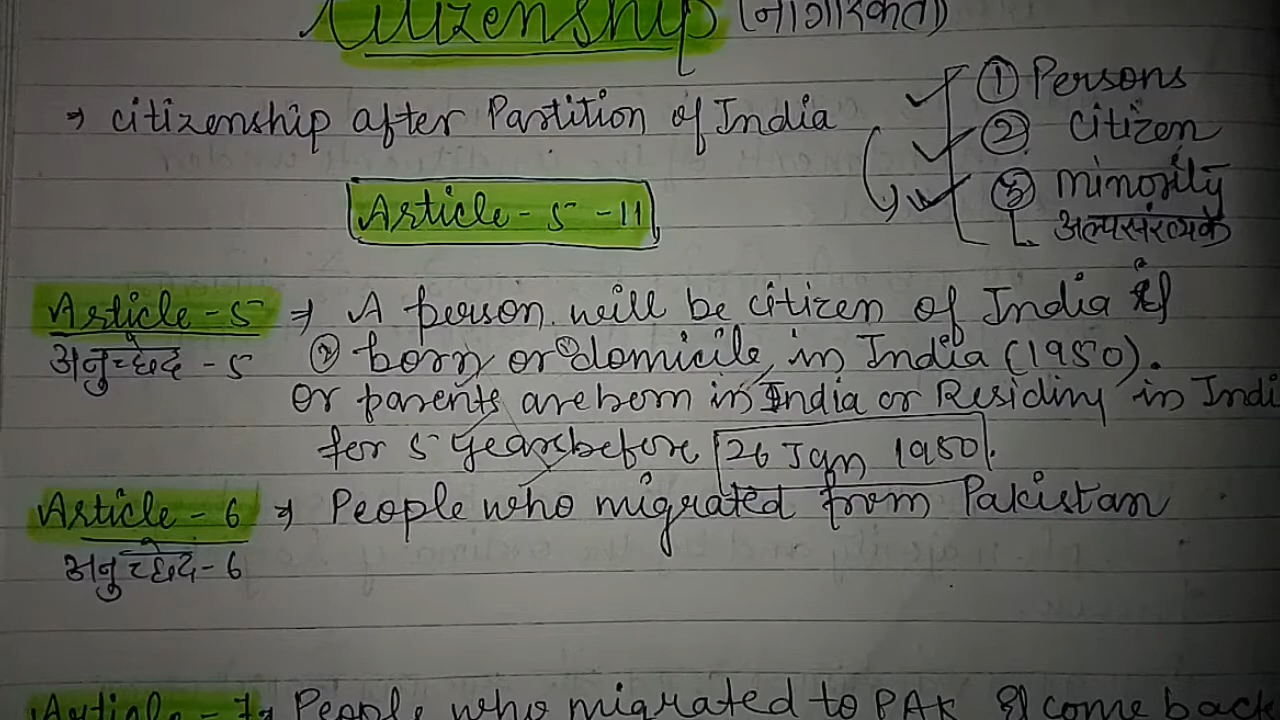 Citizenship (नागरिकता)
⇒ citizenship after Partition of India
① Persons
② citizen
③ minority
अल्पसंख्यक
Article - 5 - 11
Article - 5 ⇒ A person will be citizen of India if
अनुच्छेद - 5 ② born or ① domicile in India (1950).
or parents are born in India or Residing in Indi
for 5 years before 26 Jan 1950.
Article - 6 ⇒ People who migrated from Pakistan
अनुच्छेद - 6
Article - 7 ⇒ People who migrated to PAK & come back